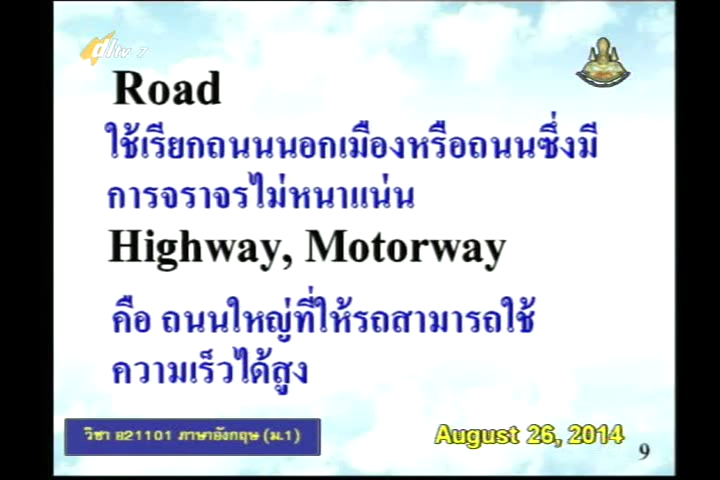 dltv 7
Road
ใช้เรียกถนนนอกเมืองหรือถนนซึ่งมี
การจราจรไม่หนาแน่น
Highway, Motorway
คือ ถนนใหญ่ที่ให้รถสามารถใช้
ความเร็วได้สูง
วิชา อ21101 ภาษาอังกฤษ (ม.1)
August 26, 2014
9